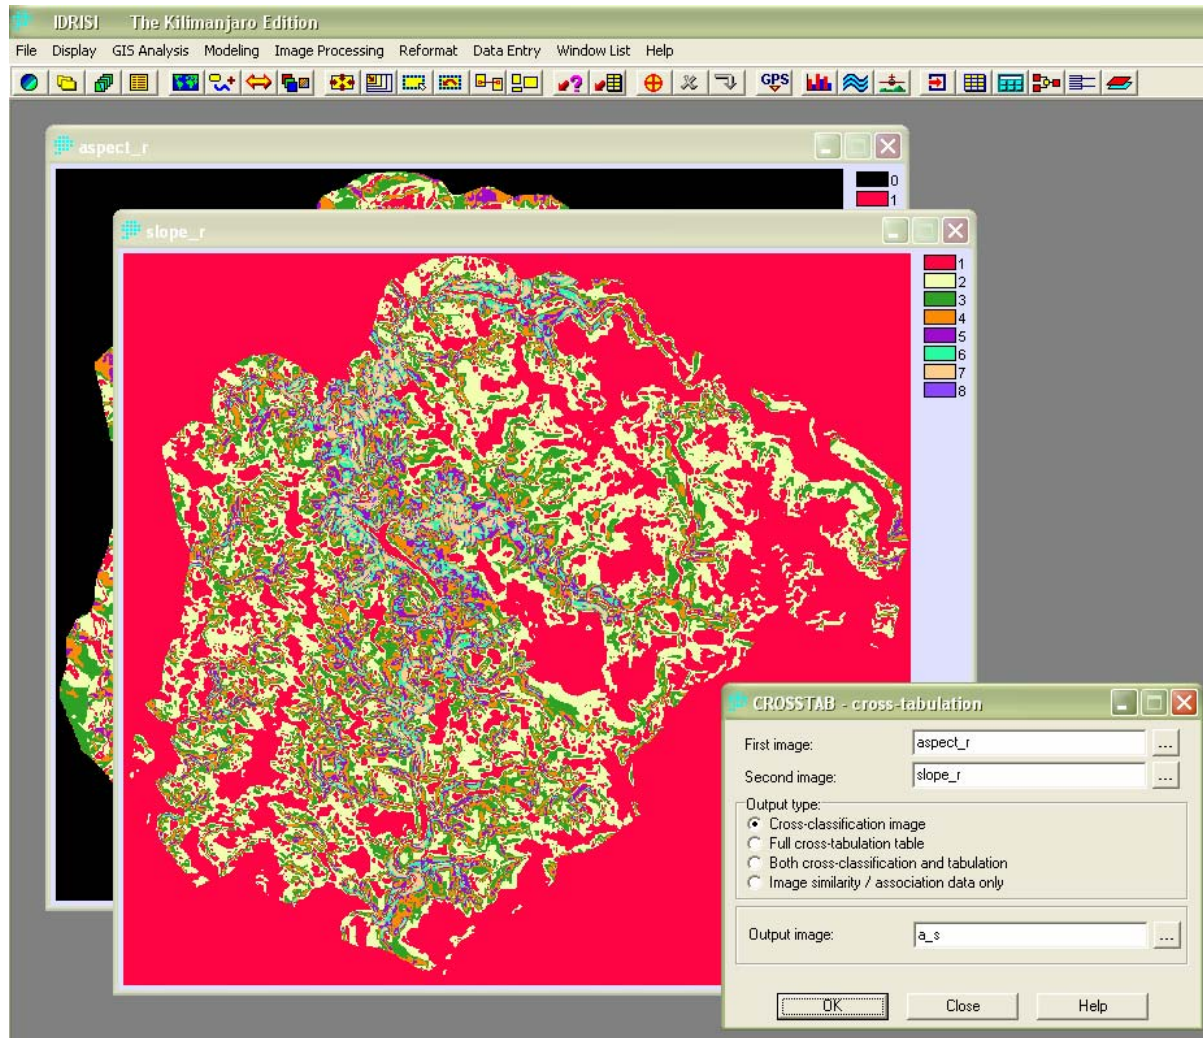 IDRISI The Kilimanjaro Edition
File Display GIS Analysis Modeling Image Processing Reformat Data Entry Window List Help
GPS
aspect_r
0
1
slope_r
1
2
3
4
5
6
7
8
CROSSTAB - cross-tabulation
First image: aspect_r ...
Second image: slope_r ...
Output type:
Cross-classification image
Full cross-tabulation table
Both cross-classification and tabulation
Image similarity / association data only
Output image: a_s ...
OK Close Help